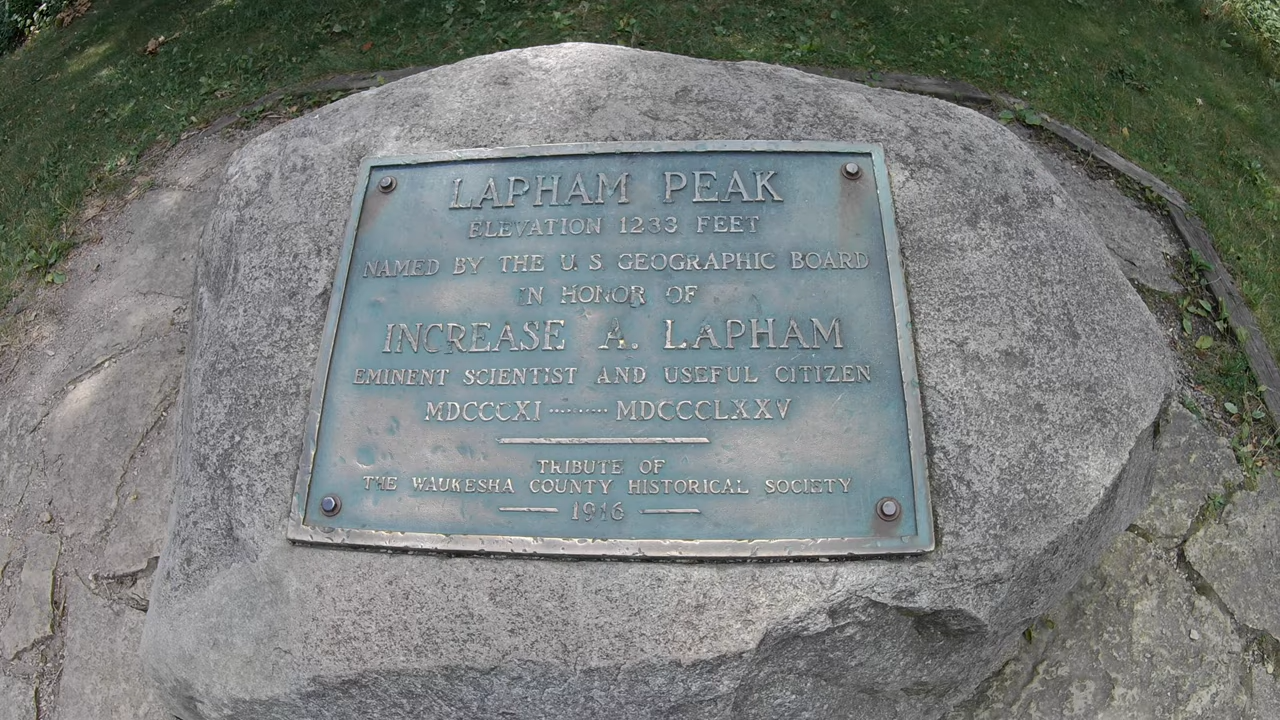 LAPHAM PEAK
ELEVATION 1233 FEET
NAMED BY THE U.S GEOGRAPHIC BOARD
IN HONOR OF
INCREASE A. LAPHAM
EMINENT SCIENTIST AND USEFUL CITIZEN
MDCCCXI .......... MDCCCLXXV
TRIBUTE OF
THE WAUKESHA COUNTY HISTORICAL SOCIETY
1916